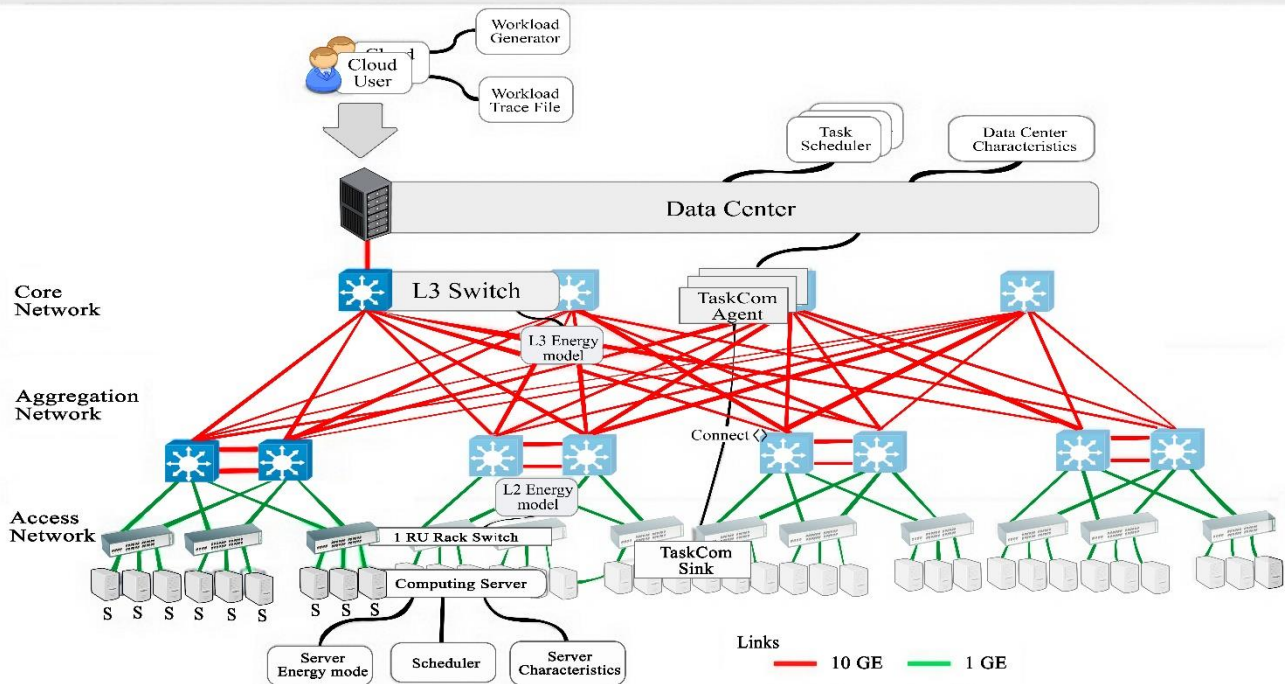 Workload
Generator
Cloud
Cloud
User
Workload
Trace File
Task
Scheduler
Data Center
Characteristics
Data Center
Core
Network
L3 Switch
TaskCom
Agent
L3 Energy
model
Aggregation
Network
Connect <>
L2 Energy
model
Access
Network
1 RU Rack Switch
TaskCom
Sink
Computing Server
S S S S S S S S S
Server
Energy mode
Scheduler
Server
Characteristics
Links
10 GE
1 GE